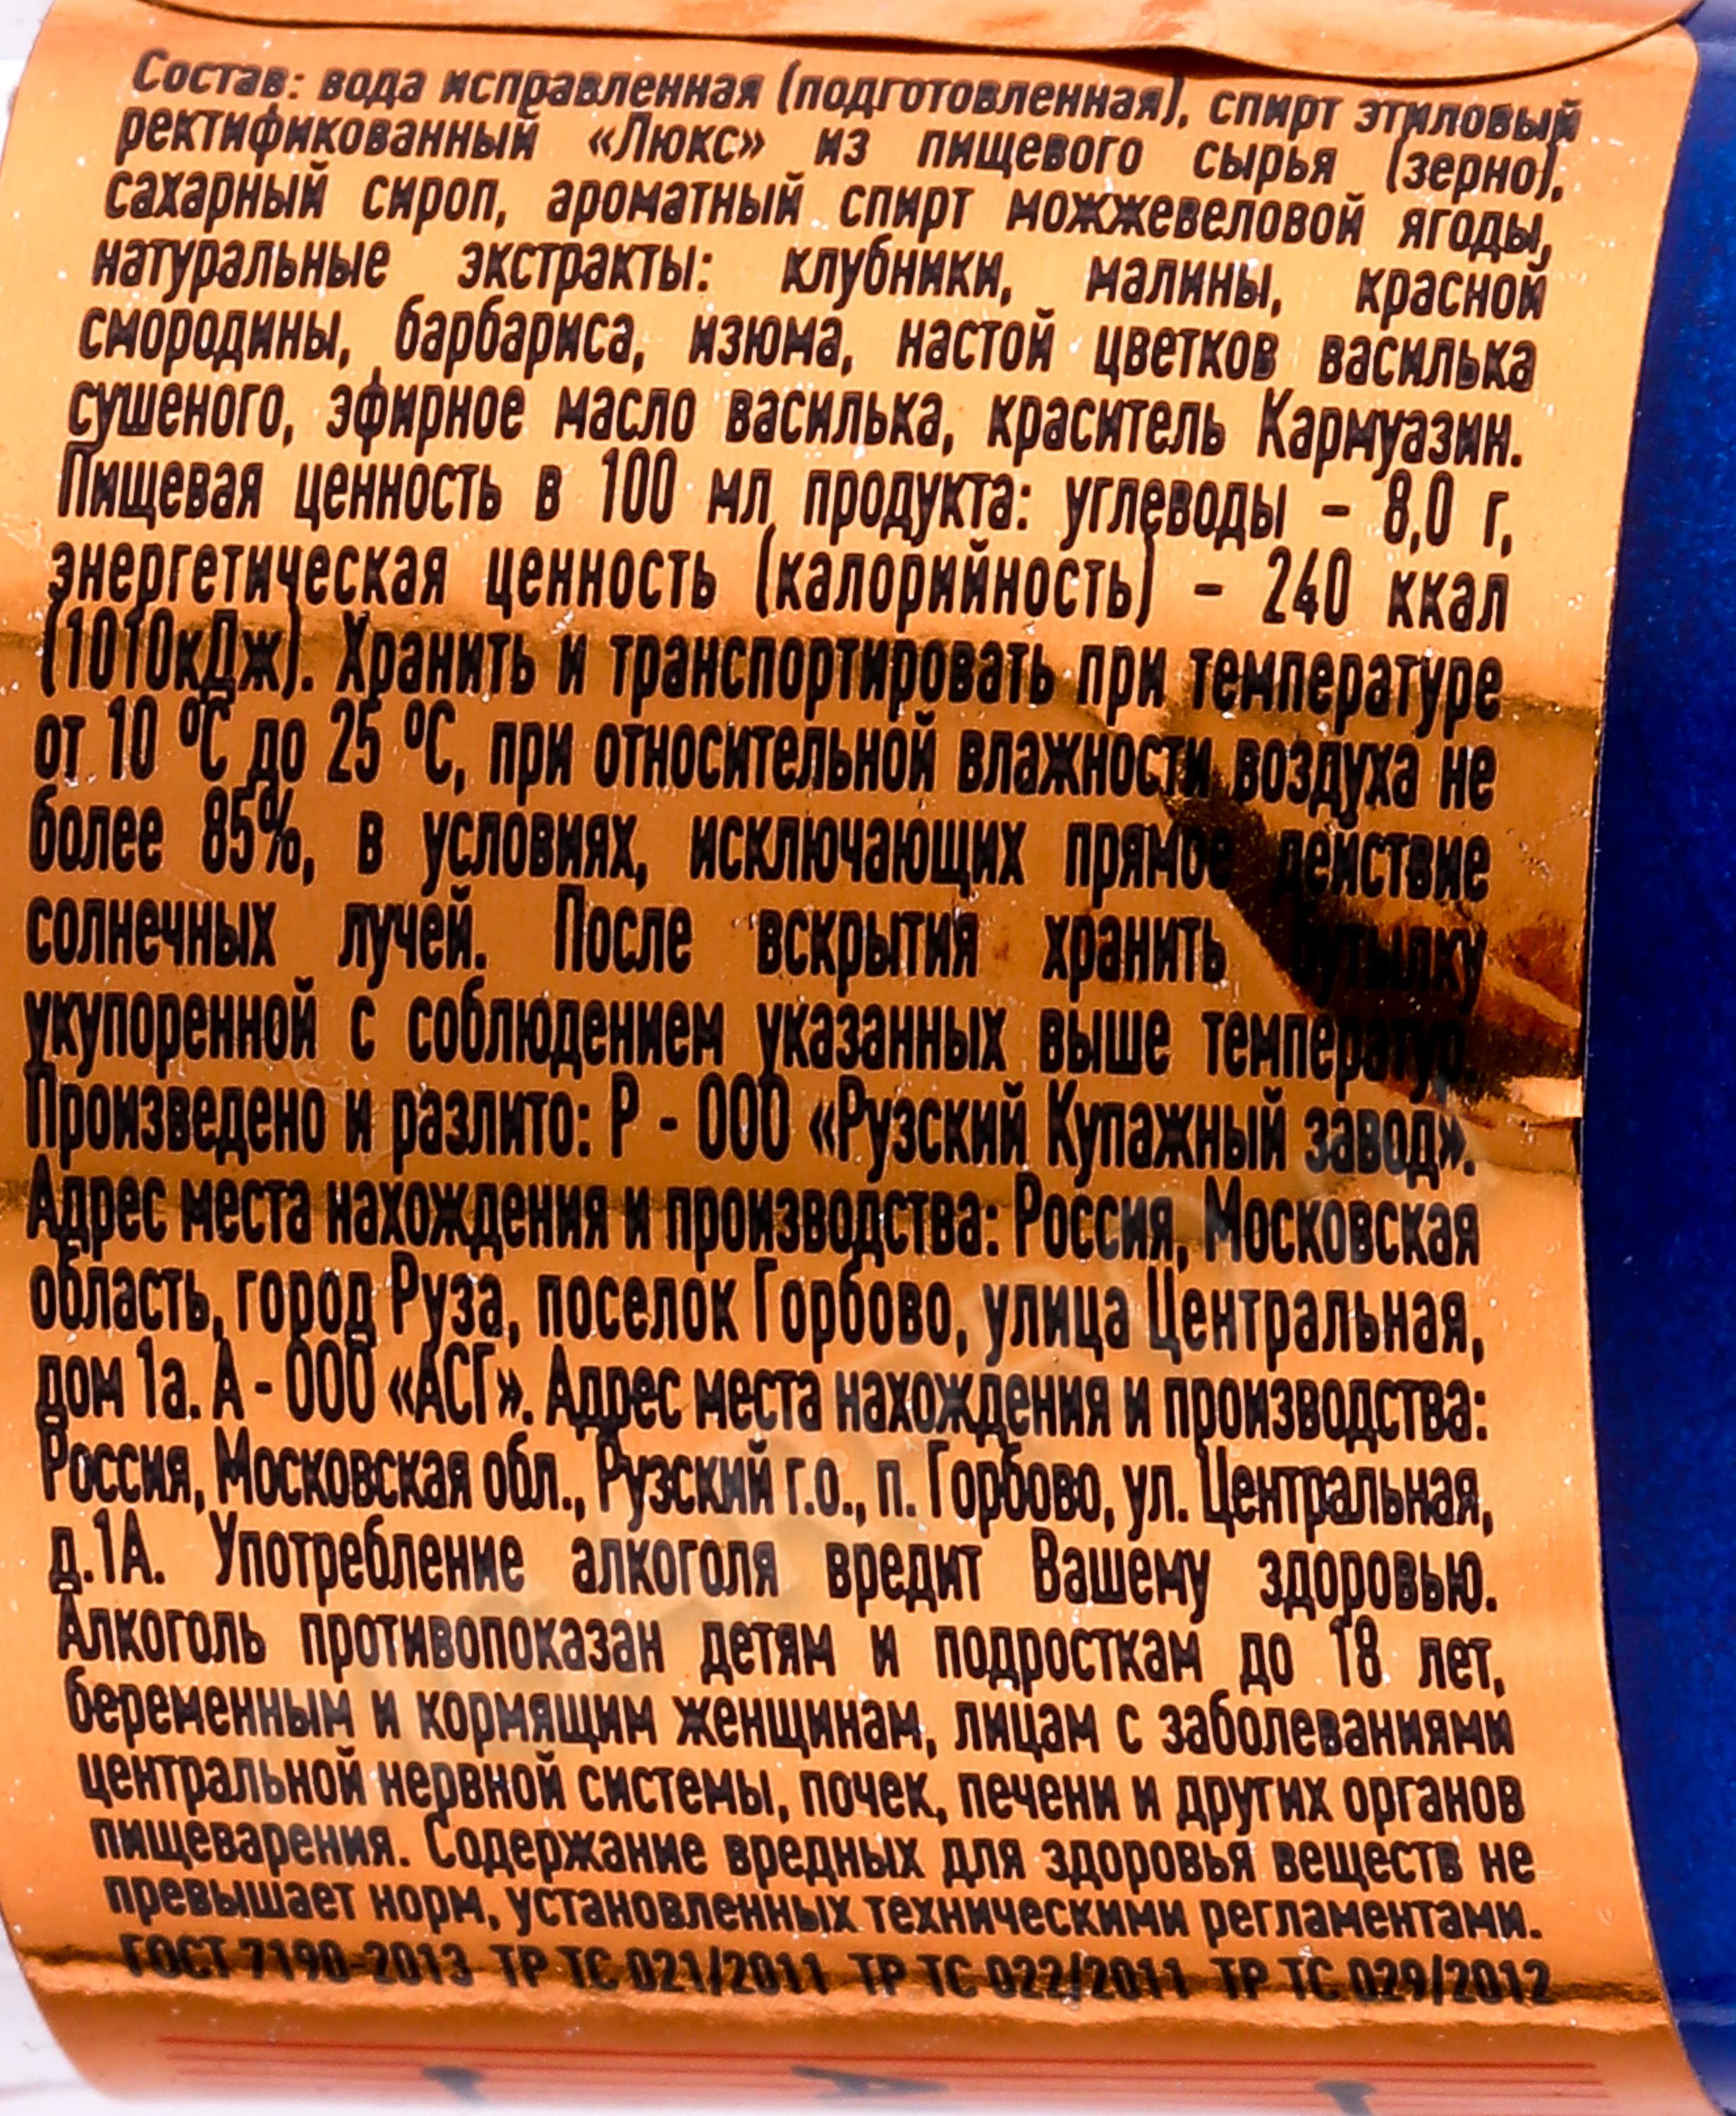 Состав: вода исправленная (подготовленная), спирт этиловый
ректификованный «Люкс» из пищевого сырья (зерно),
сахарный сироп, ароматный спирт можжевеловой ягоды,
натуральные экстракты: клубники, малины, красной
смородины, барбариса, изюма, настой цветков василька
сушеного, эфирное масло василька, краситель Кармуазин.
Пищевая ценность в 100 мл продукта: углеводы – 8,0 г,
энергетическая ценность (калорийность) – 240 ккал
(1010кДж). Хранить и транспортировать при температуре
от 10 °С до 25 °С, при относительной влажности воздуха не
более 85%, в условиях, исключающих прямое действие
солнечных лучей. После вскрытия хранить бутылку
укупоренной с соблюдением указанных выше температур.
Произведено и разлито: Р - ООО «Рузский Купажный завод».
Адрес места нахождения и производства: Россия, Московская
область, город Руза, поселок Горбово, улица Центральная,
дом 1а. А - ООО «АСГ». Адрес места нахождения и производства:
Россия, Московская обл., Рузский г.о., п. Горбово, ул. Центральная,
д.1А. Употребление алкоголя вредит Вашему здоровью.
Алкоголь противопоказан детям и подросткам до 18 лет,
беременным и кормящим женщинам, лицам с заболеваниями
центральной нервной системы, почек, печени и других органов
пищеварения. Содержание вредных для здоровья веществ не
превышает норм, установленных техническими регламентами.
ГОСТ 7190-2013 ТР ТС 021/2011 ТР ТС 022/2011 ТР ТС 029/2012